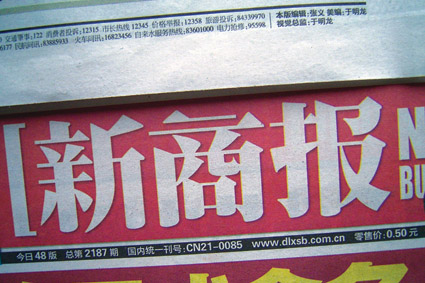 交通肇事：122 消费者投诉：12315 市长热线 12345 价格举报：12358 旅游投诉：84339970
6177 民航问讯：83885933 火车问讯：16823456 自来水服务热线：83601000 电力抢修：95598
本版编辑：张义 美编：于明龙
视觉总监：于明龙
新商报
N
BU
今日48版 总第2187期 国内统一刊号：CN21-0085 www.dlxsb.com.cn 零售价：0.50元